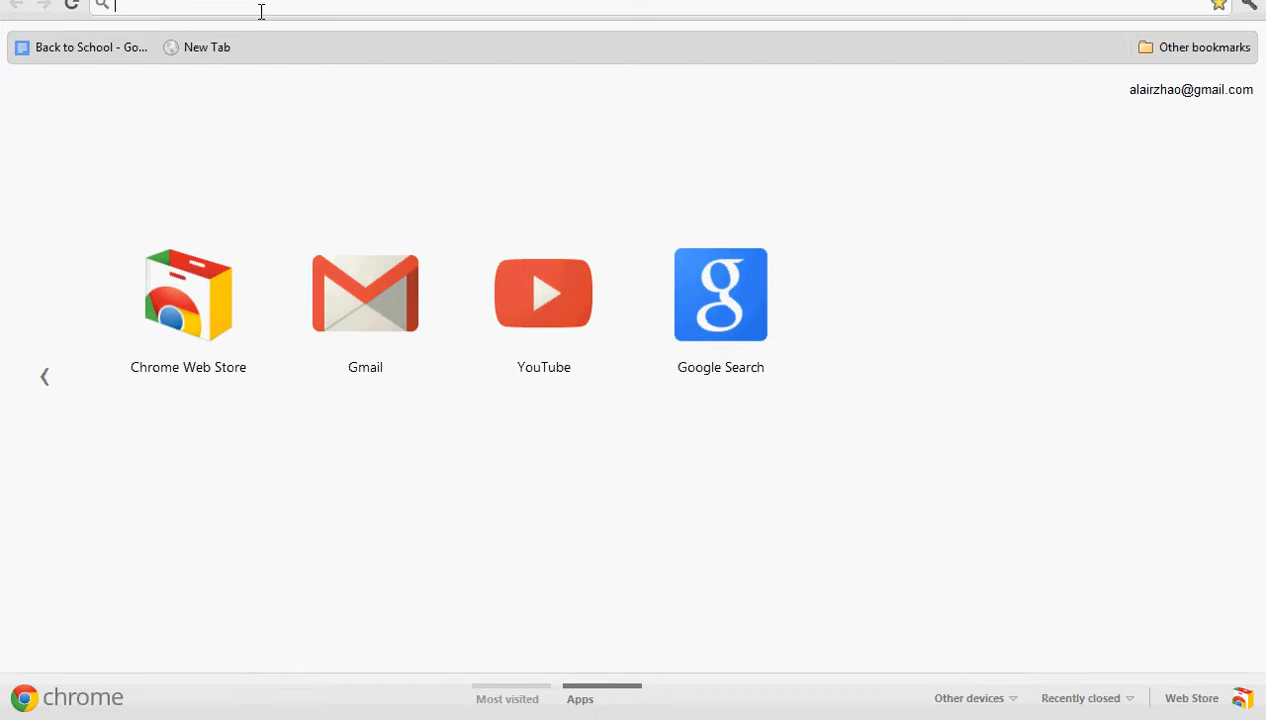 Back to School - Go...
New Tab
Other bookmarks
alairzhao@gmail.com
Chrome Web Store
Gmail
YouTube
Google Search
chrome
Most visited
Apps
Other devices
Recently closed
Web Store